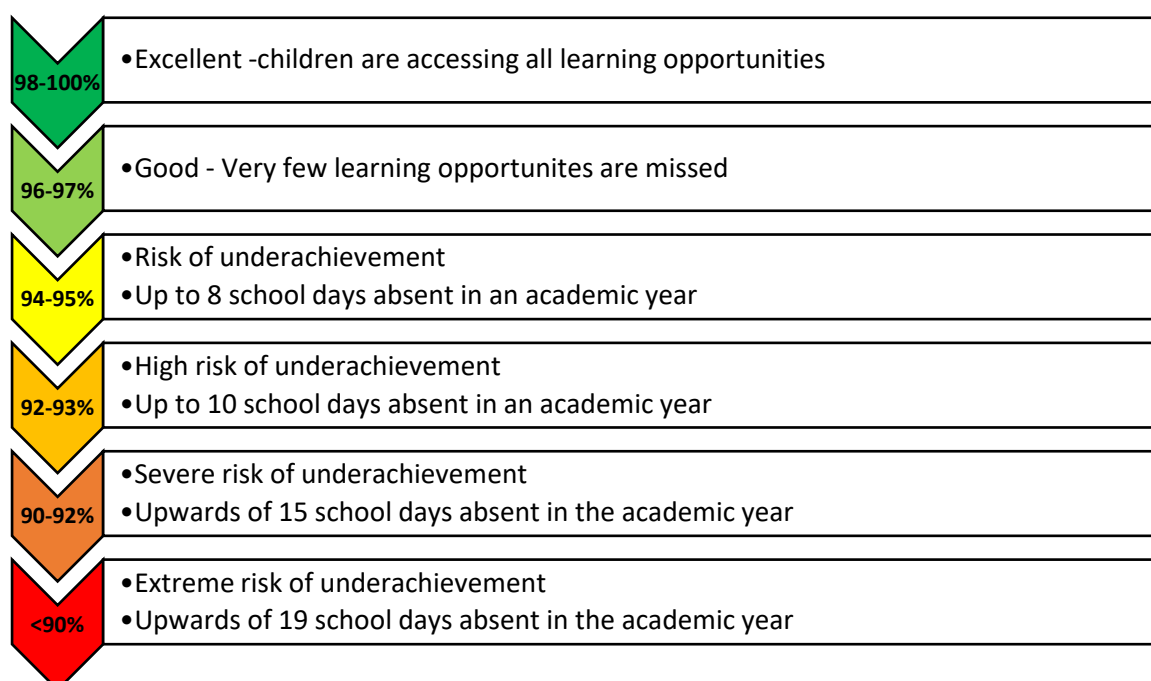 98-100%
•Excellent -children are accessing all learning opportunities
96-97%
•Good - Very few learning opportunites are missed
94-95%
•Risk of underachievement
•Up to 8 school days absent in an academic year
92-93%
•High risk of underachievement
•Up to 10 school days absent in an academic year
90-92%
•Severe risk of underachievement
•Upwards of 15 school days absent in the academic year
<90%
•Extreme risk of underachievement
•Upwards of 19 school days absent in the academic year